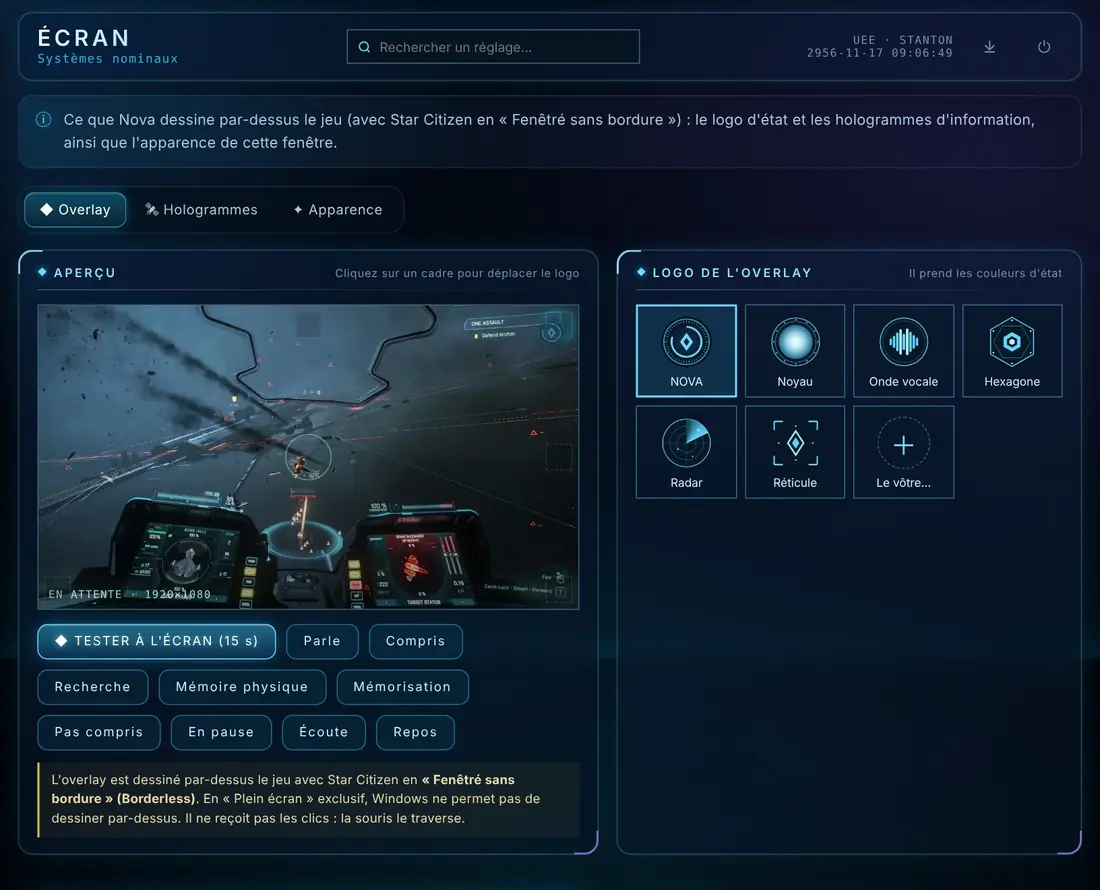 ÉCRAN
Systèmes nominaux
Rechercher un réglage...
UEE · STANTON
2956-11-17 09:06:49
Ce que Nova dessine par-dessus le jeu (avec Star Citizen en « Fenêtré sans bordure ») : le logo d'état et les hologrammes d'information,
ainsi que l'apparence de cette fenêtre.
Overlay
Hologrammes
Apparence
APERÇU
Cliquez sur un cadre pour déplacer le logo
Defend Archon
EN ATTENTE · 1920×1080
TARGET STATUS
TESTER À L'ÉCRAN (15 s)
Parle
Compris
Recherche
Mémoire physique
Mémorisation
Pas compris
En pause
Écoute
Repos
L'overlay est dessiné par-dessus le jeu avec Star Citizen en « Fenêtré sans
bordure » (Borderless). En « Plein écran » exclusif, Windows ne permet pas de
dessiner par-dessus. Il ne reçoit pas les clics : la souris le traverse.
LOGO DE L'OVERLAY
Il prend les couleurs d'état
NOVA
Noyau
Onde vocale
Hexagone
Radar
Réticule
Le vôtre...